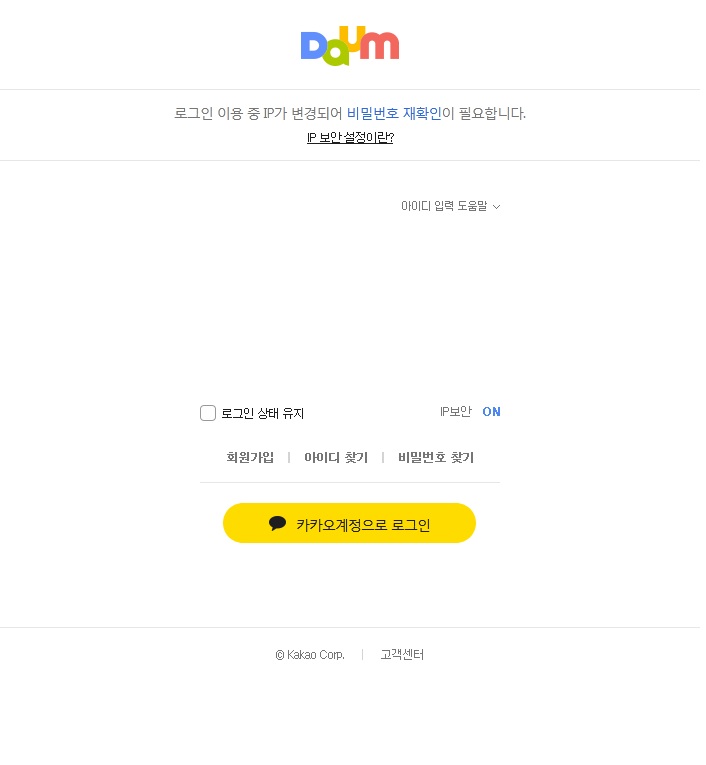 Daum
로그인 이용 중 IP가 변경되어 비밀번호 재확인이 필요합니다.
IP 보안 설정이란?
아이디 입력 도움말
로그인 상태 유지 IP보안 ON
회원가입 | 아이디 찾기 | 비밀번호 찾기
카카오계정으로 로그인
© Kakao Corp. | 고객센터